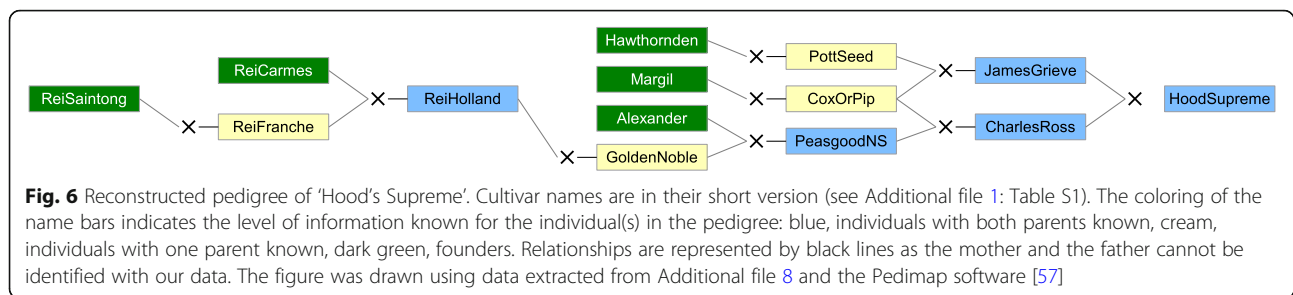 Hawthornden
PottSeed
ReiCarmes
Margil
JamesGrieve
ReiSaintong
ReiHolland
CoxOrPip
HoodSupreme
Alexander
ReiFranche
CharlesRoss
PeasgoodNS
GoldenNoble
Fig. 6 Reconstructed pedigree of ‘Hood’s Supreme’. Cultivar names are in their short version (see Additional file 1: Table S1). The coloring of the
name bars indicates the level of information known for the individual(s) in the pedigree: blue, individuals with both parents known, cream,
individuals with one parent known, dark green, founders. Relationships are represented by black lines as the mother and the father cannot be
identified with our data. The figure was drawn using data extracted from Additional file 8 and the Pedimap software [57]